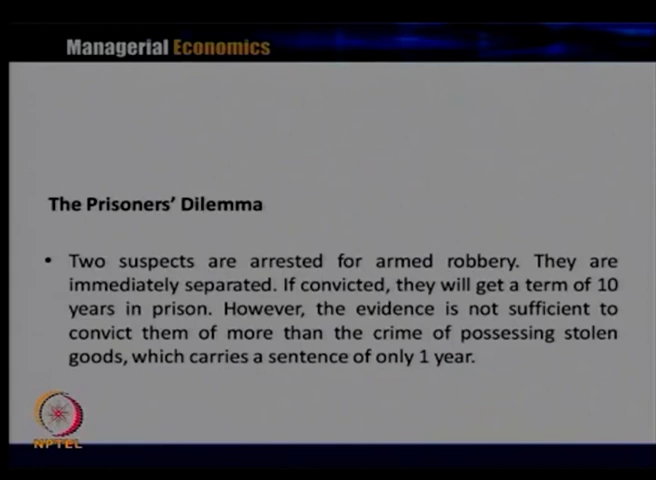 Managerial Economics
The Prisoners' Dilemma
• Two suspects are arrested for armed robbery. They are
immediately separated. If convicted, they will get a term of 10
years in prison. However, the evidence is not sufficient to
convict them of more than the crime of possessing stolen
goods, which carries a sentence of only 1 year.
NPTEL